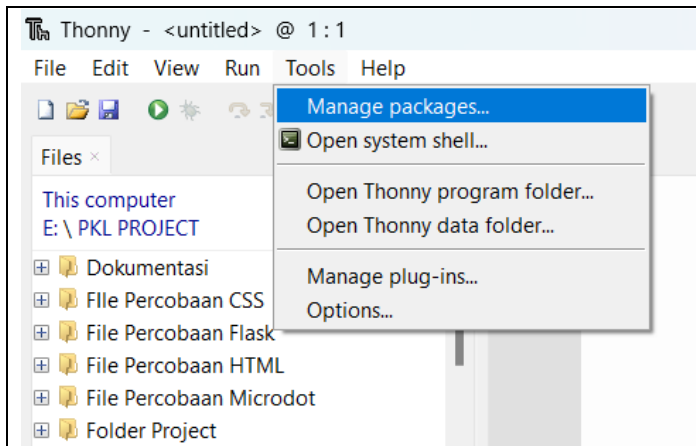 Thonny - <untitled> @ 1:1
File Edit View Run Tools Help
Manage packages...
Open system shell...
Open Thonny program folder...
Open Thonny data folder...
Manage plug-ins...
Options...
Files
This computer
E: \ PKL PROJECT
Dokumentasi
FIle Percobaan CSS
File Percobaan Flask
File Percobaan HTML
File Percobaan Microdot
Folder Project